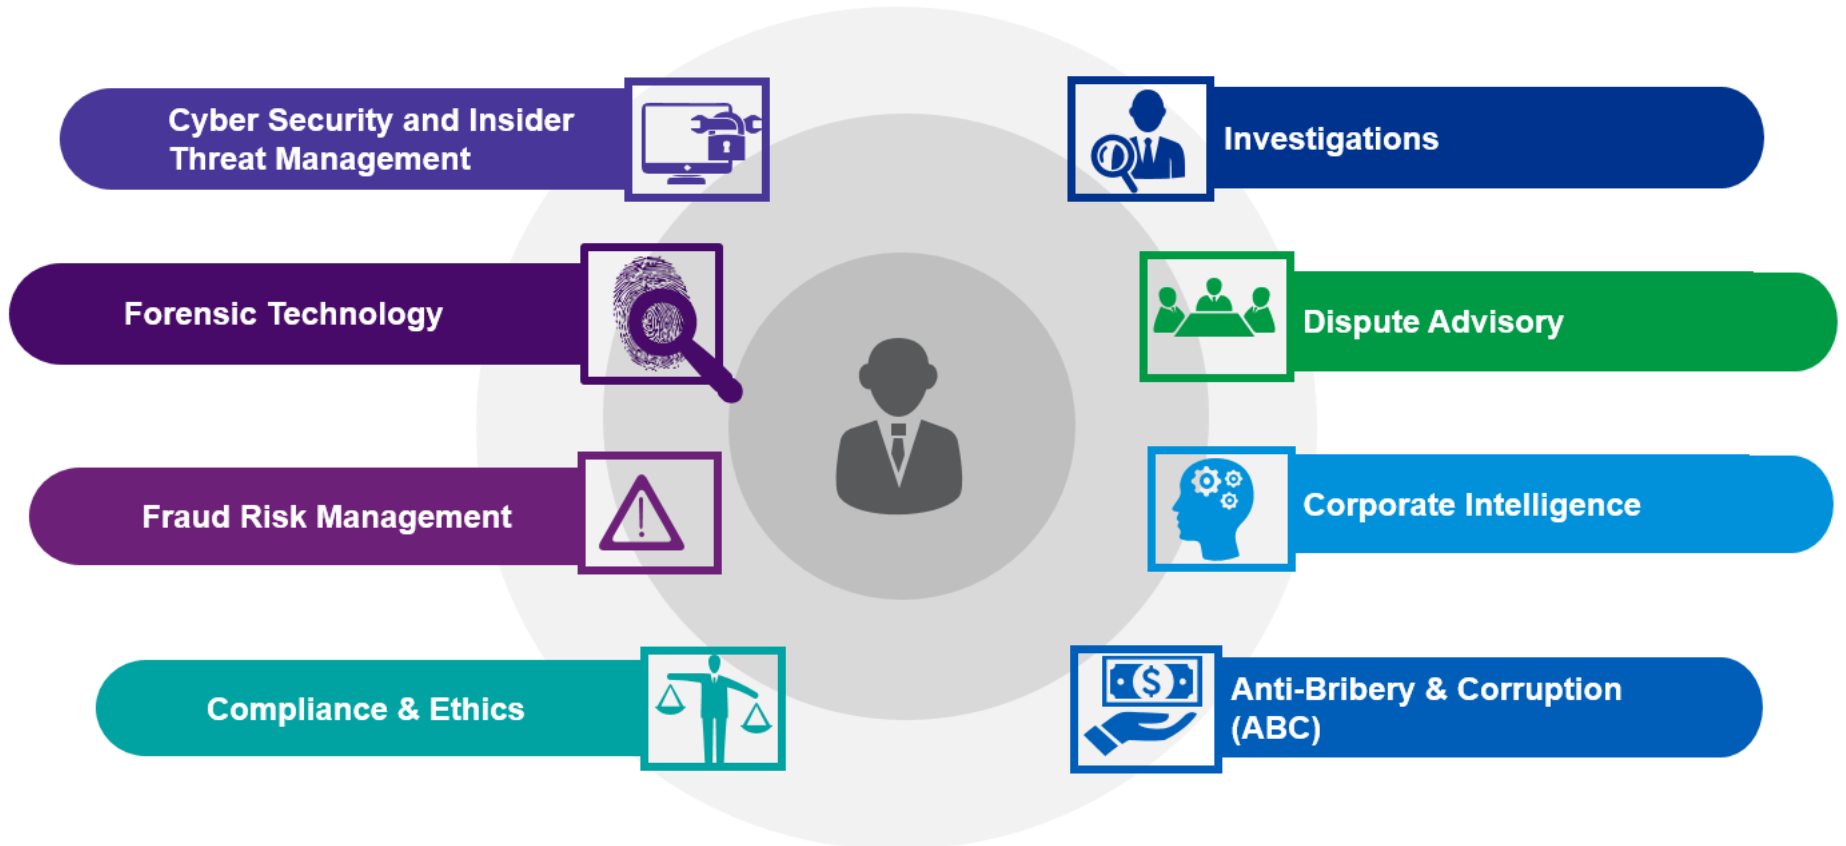 Cyber Security and Insider
Threat Management
Forensic Technology
Fraud Risk Management
Compliance & Ethics
Investigations
Dispute Advisory
Corporate Intelligence
$
Anti-Bribery & Corruption
(ABC)